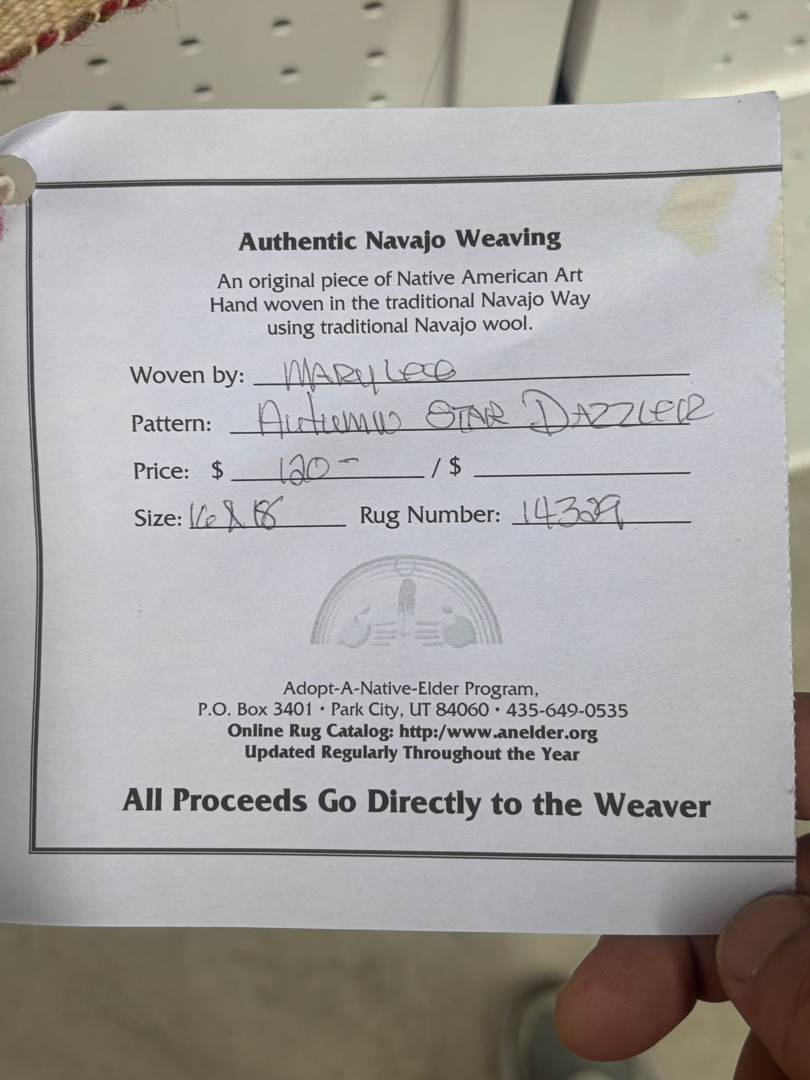 Authentic Navajo Weaving
An original piece of Native American Art
Hand woven in the traditional Navajo Way
using traditional Navajo wool.
Woven by: MARY Lee
Pattern: Autumn STAR DAZZLER
Price: $ 120- / $
Size: 16 X 18 Rug Number: 14329
Adopt-A-Native-Elder Program,
P.O. Box 3401 • Park City, UT 84060 • 435-649-0535
Online Rug Catalog: http:/www.anelder.org
Updated Regularly Throughout the Year
All Proceeds Go Directly to the Weaver